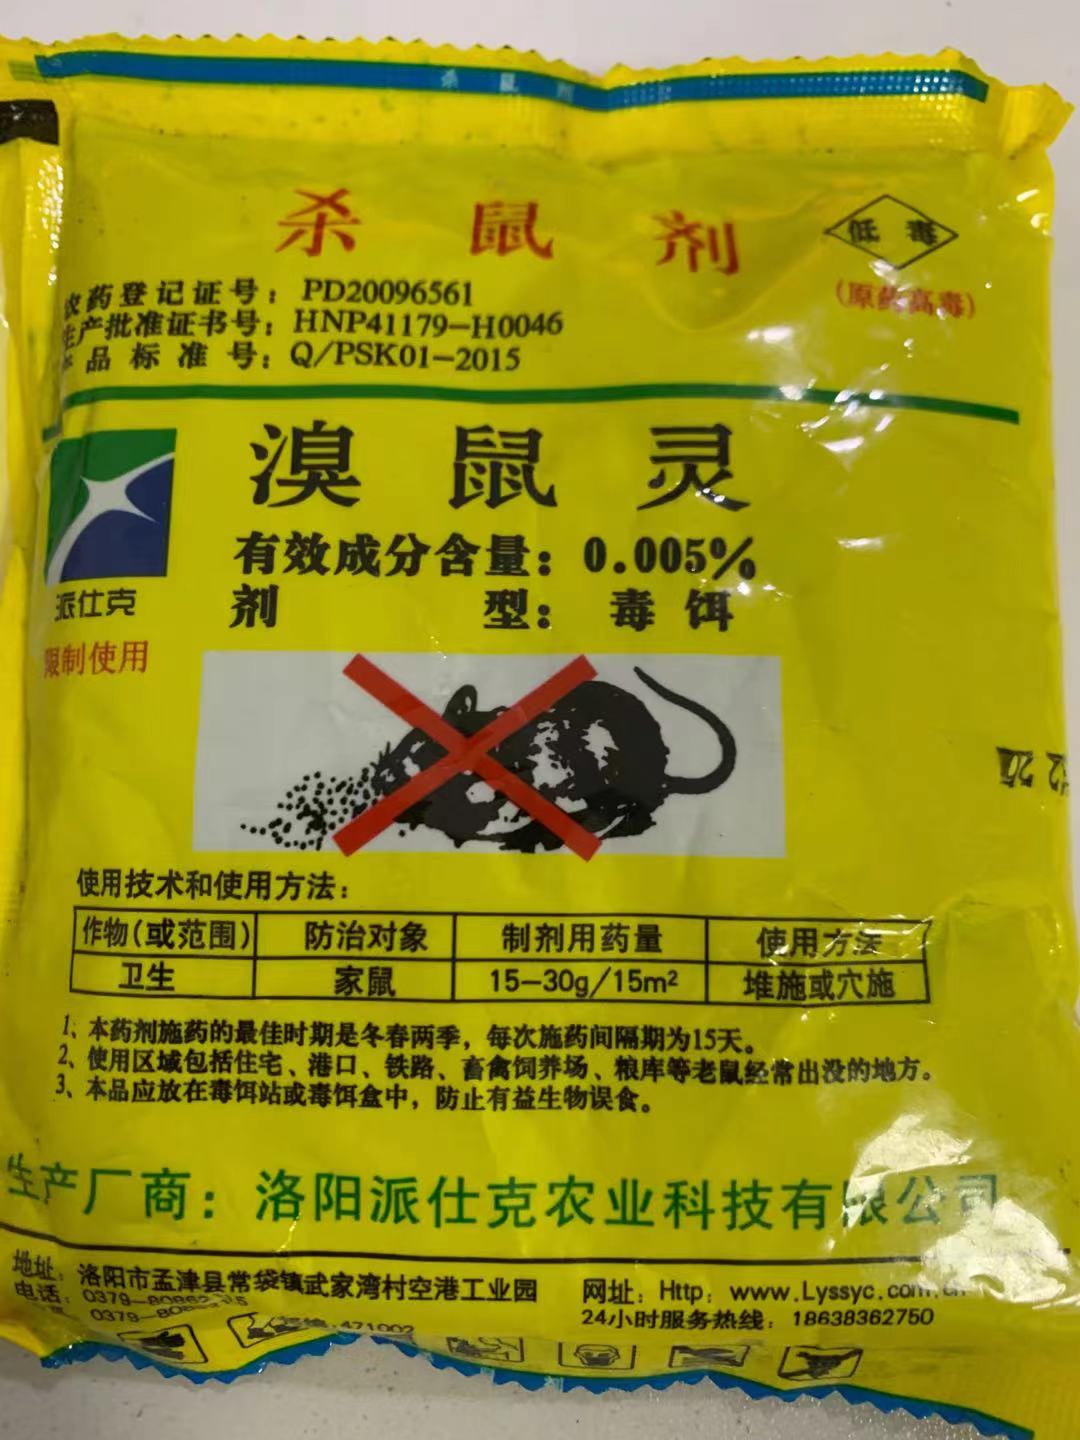 杀鼠剂
杀鼠剂
低毒
(原药高毒)
农药登记证号：PD20096561
生产批准证书号：HNP41179-H0046
产品标准号：Q/PSK01-2015
溴鼠灵
有效成分含量：0.005%
剂型：毒饵
派仕克
限制使用
使用技术和使用方法：
作物(或范围) 防治对象 制剂用药量 使用方法
卫生 家鼠 15-30g/15m² 堆施或穴施
1、本药剂施药的最佳时期是冬春两季，每次施药间隔期为15天。
2、使用区域包括住宅、港口、铁路、畜禽饲养场、粮库等老鼠经常出没的地方。
3、本品应放在毒饵站或毒饵盒中，防止有益生物误食。
生产厂商：洛阳派仕克农业科技有限公司
地址：洛阳市孟津县常袋镇武家湾村空港工业园
网址：Http：www.Lyssyc.com.cn
电话：0379-
0379-
24小时服务热线：18638362750
471002